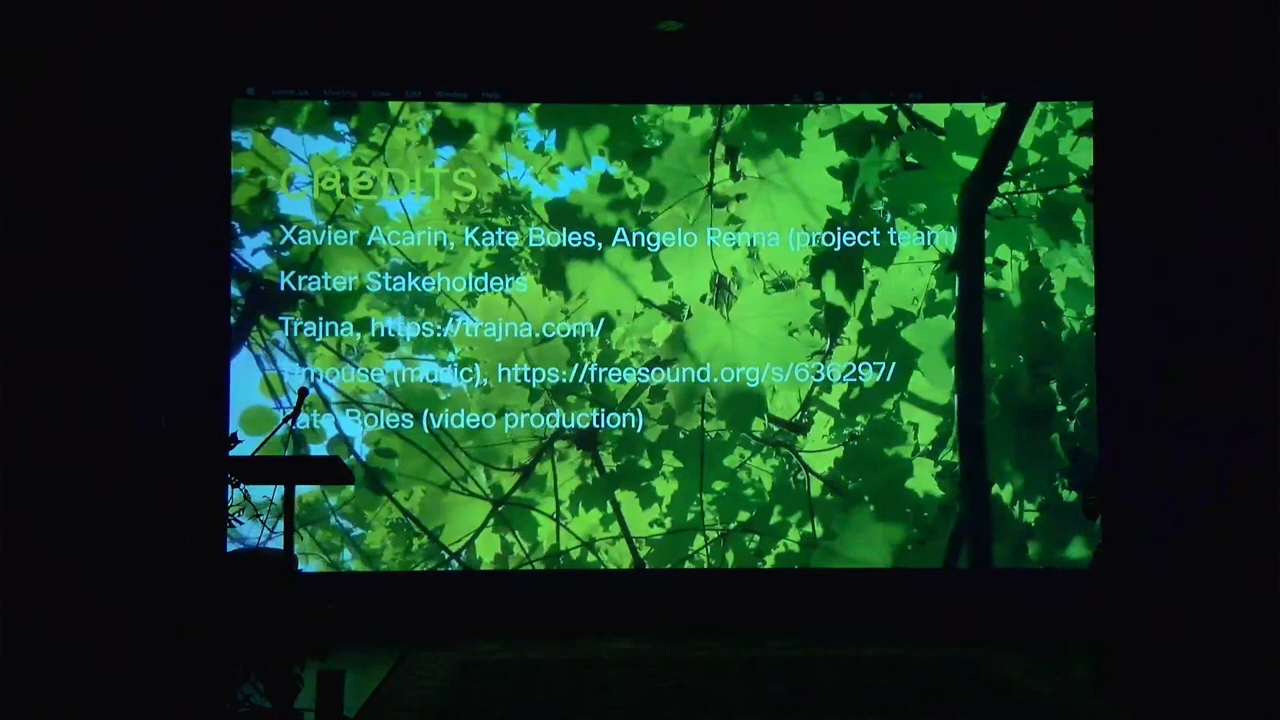 CReDITS
Xavier Acarin, Kate Boles, Angelo Renna (project team)
Krater Stakeholders
Trajna, https://trajna.com/
(music), https://freesound.org/s/636297/
Kate Boles (video production)